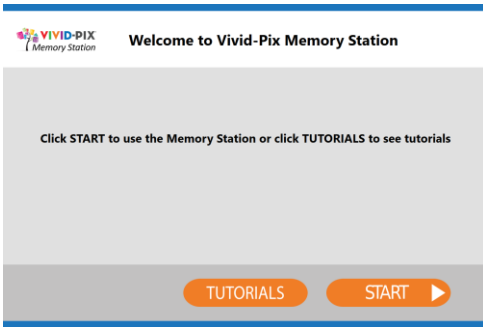 VIVID-PIX
Memory Station
Welcome to Vivid-Pix Memory Station
Click START to use the Memory Station or click TUTORIALS to see tutorials
TUTORIALS
START